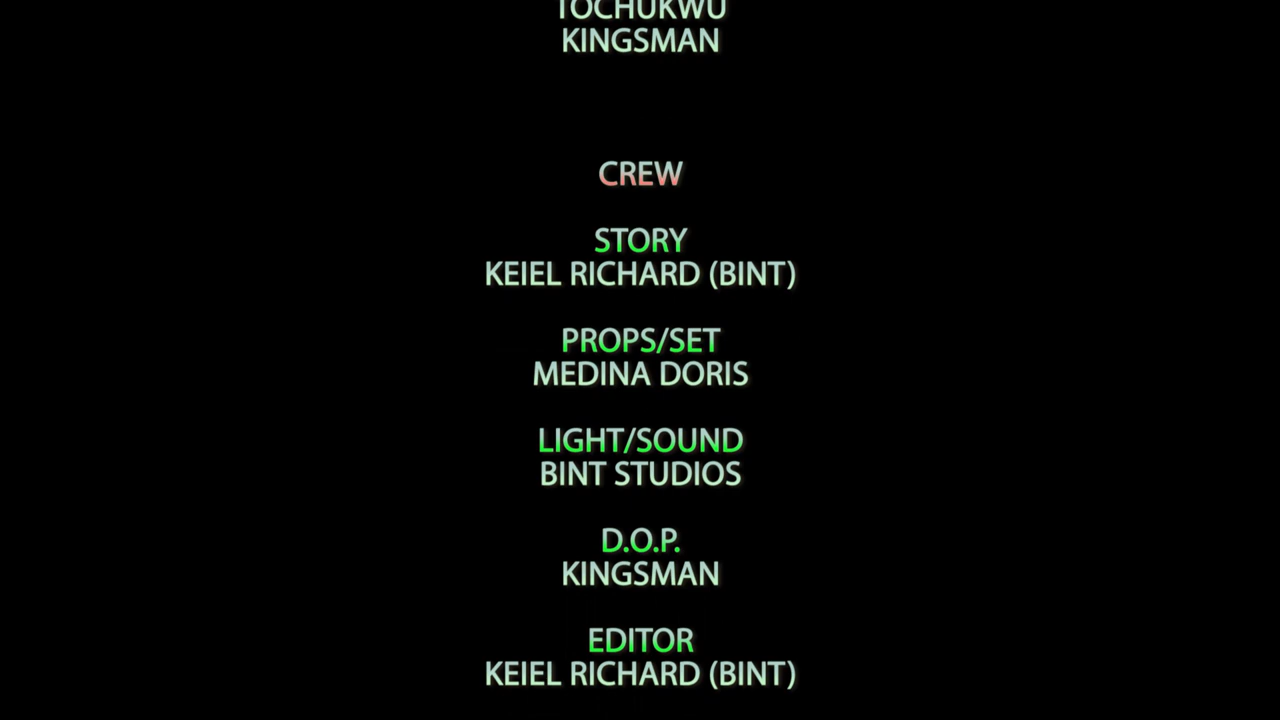 TOCHUKWU
KINGSMAN
CREW
STORY
KEIEL RICHARD (BINT)
PROPS/SET
MEDINA DORIS
LIGHT/SOUND
BINT STUDIOS
D.O.P.
KINGSMAN
EDITOR
KEIEL RICHARD (BINT)